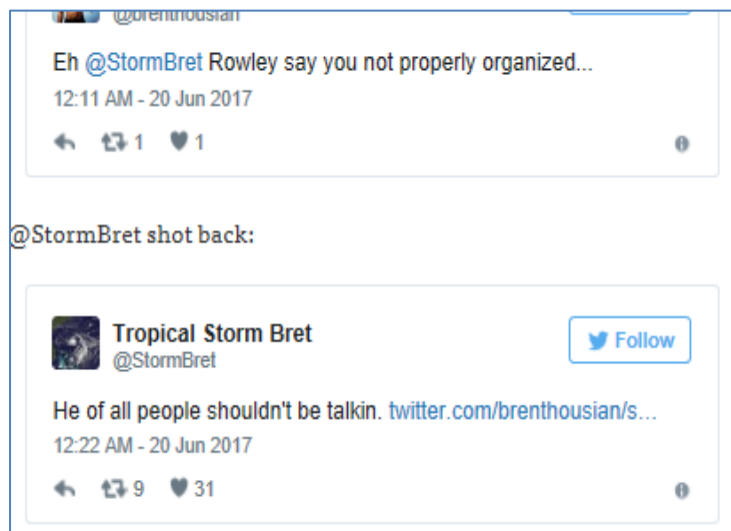 @brenthousian
Eh @StormBret Rowley say you not properly organized...
12:11 AM - 20 Jun 2017
1 1
@StormBret shot back:
Tropical Storm Bret
Follow
@StormBret
He of all people shouldn't be talkin. twitter.com/brenthousian/s...
12:22 AM - 20 Jun 2017
9 31